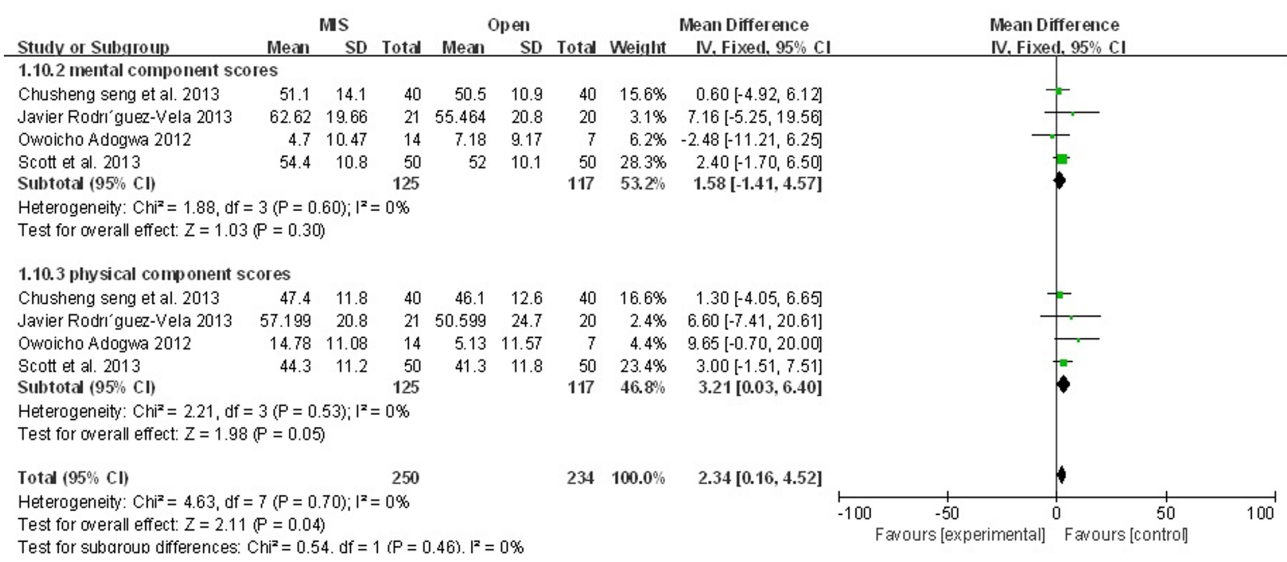 MIS Open Mean Difference Mean Difference
Study or Subgroup Mean SD Total Mean SD Total Weight IV, Fixed, 95% CI IV, Fixed, 95% CI
1.10.2 mental component scores
Chusheng seng et al. 2013 51.1 14.1 40 50.5 10.9 40 15.6% 0.60 [-4.92, 6.12]
Javier Rodrı´guez-Vela 2013 62.62 19.66 21 55.464 20.8 20 3.1% 7.16 [-5.25, 19.56]
Owoicho Adogwa 2012 4.7 10.47 14 7.18 9.17 7 6.2% -2.48 [-11.21, 6.25]
Scott et al. 2013 54.4 10.8 50 52 10.1 50 28.3% 2.40 [-1.70, 6.50]
Subtotal (95% CI) 125 117 53.2% 1.58 [-1.41, 4.57]
Heterogeneity: Chi² = 1.88, df = 3 (P = 0.60); I² = 0%
Test for overall effect: Z = 1.03 (P = 0.30)
1.10.3 physical component scores
Chusheng seng et al. 2013 47.4 11.8 40 46.1 12.6 40 16.6% 1.30 [-4.05, 6.65]
Javier Rodrı´guez-Vela 2013 57.199 20.8 21 50.599 24.7 20 2.4% 6.60 [-7.41, 20.61]
Owoicho Adogwa 2012 14.78 11.08 14 5.13 11.57 7 4.4% 9.65 [-0.70, 20.00]
Scott et al. 2013 44.3 11.2 50 41.3 11.8 50 23.4% 3.00 [-1.51, 7.51]
Subtotal (95% CI) 125 117 46.8% 3.21 [0.03, 6.40]
Heterogeneity: Chi² = 2.21, df = 3 (P = 0.53); I² = 0%
Test for overall effect: Z = 1.98 (P = 0.05)
Total (95% CI) 250 234 100.0% 2.34 [0.16, 4.52]
Heterogeneity: Chi² = 4.63, df = 7 (P = 0.70); I² = 0%
Test for overall effect: Z = 2.11 (P = 0.04)
Test for subgroup differences: Chi² = 0.54. df = 1 (P = 0.46). I² = 0%
-100 -50 0 50 100
Favours [experimental] Favours [control]